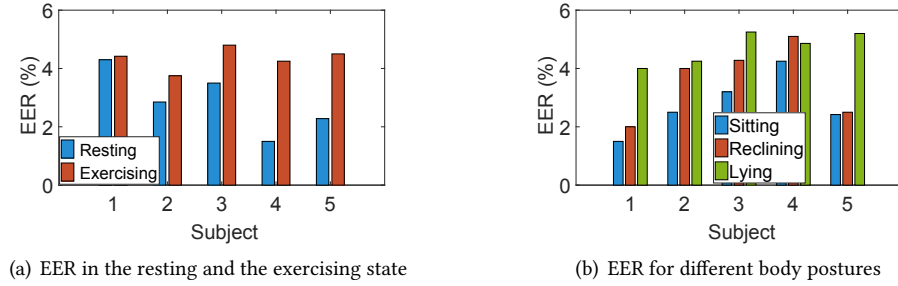 6
4
2
0
EER (%)
Resting
Exercising
1 2 3 4 5
Subject
(a) EER in the resting and the exercising state
6
4
2
0
EER (%)
Sitting
Reclining
Lying
1 2 3 4 5
Subject
(b) EER for different body postures